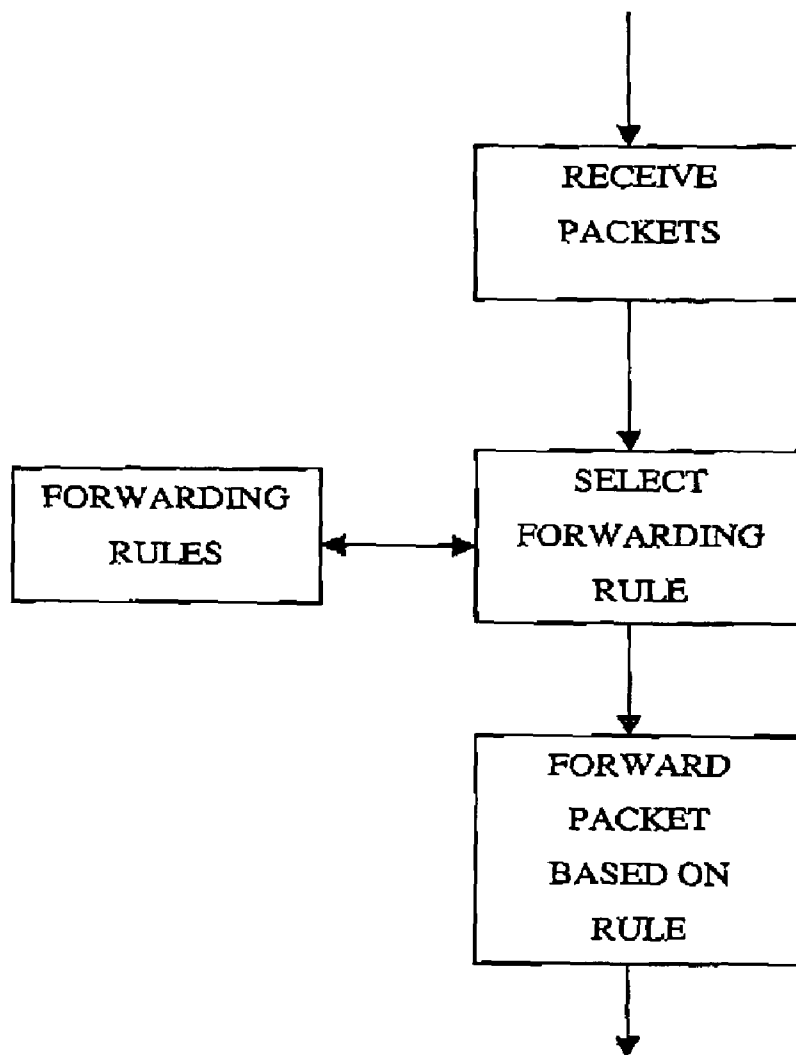 RECEIVE
PACKETS
FORWARDING
RULES
SELECT
FORWARDING
RULE
FORWARD
PACKET
BASED ON
RULE